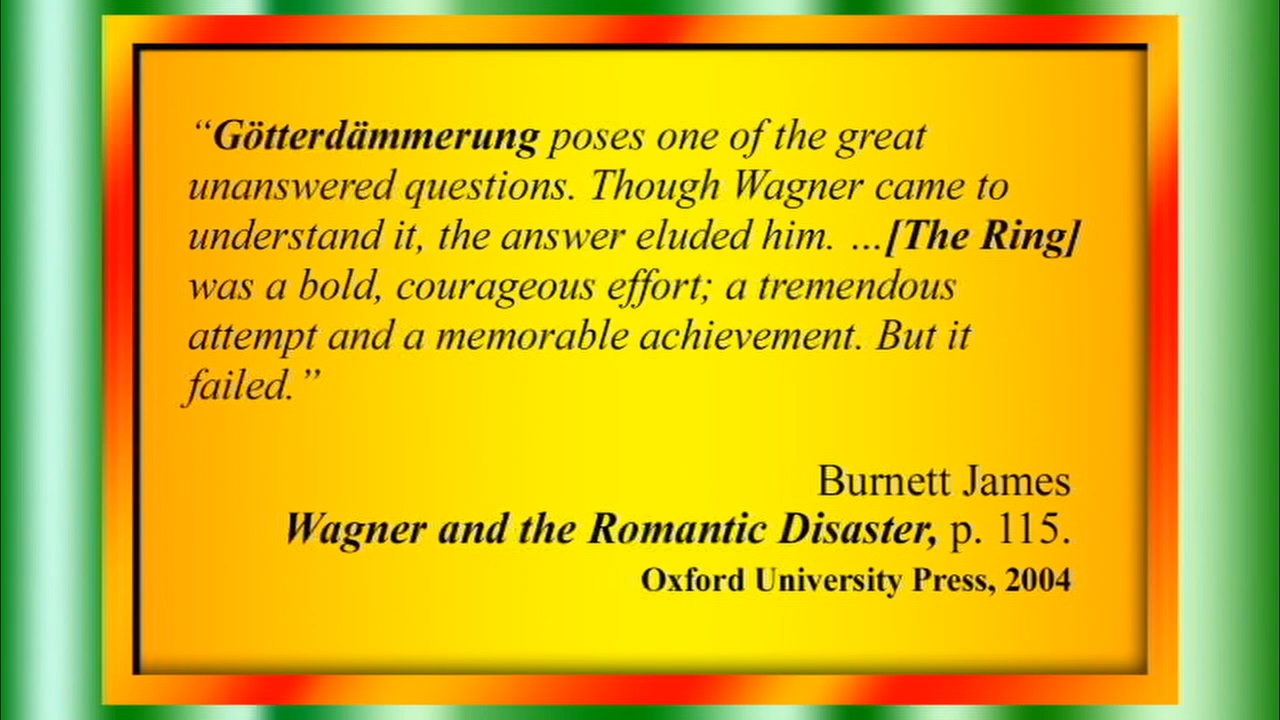 “Götterdämmerung poses one of the great
unanswered questions. Though Wagner came to
understand it, the answer eluded him. ...[The Ring]
was a bold, courageous effort; a tremendous
attempt and a memorable achievement. But it
failed.”
Burnett James
Wagner and the Romantic Disaster, p. 115.
Oxford University Press, 2004